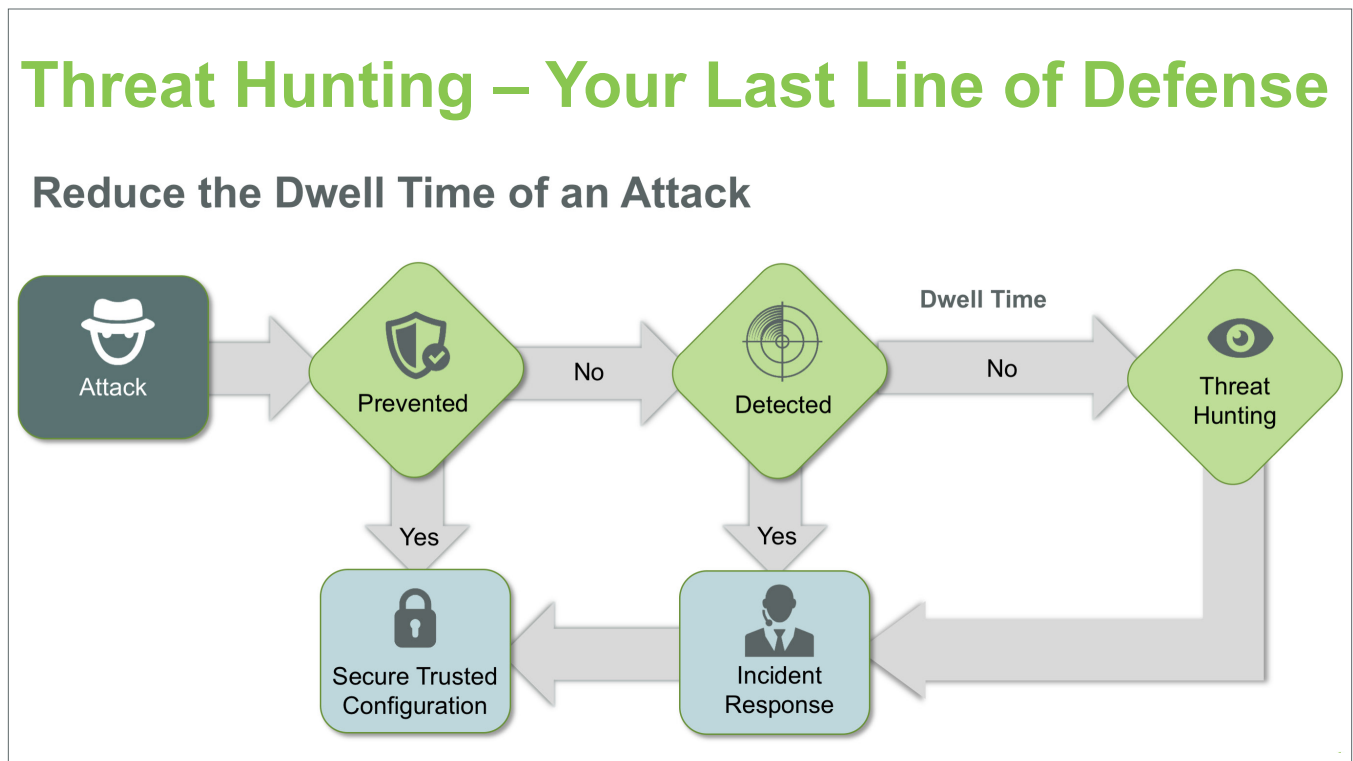 Threat Hunting – Your Last Line of Defense
Reduce the Dwell Time of an Attack
Attack
Prevented
No
Detected
Dwell Time
No
Threat
Hunting
Yes
Yes
Secure Trusted
Configuration
Incident
Response